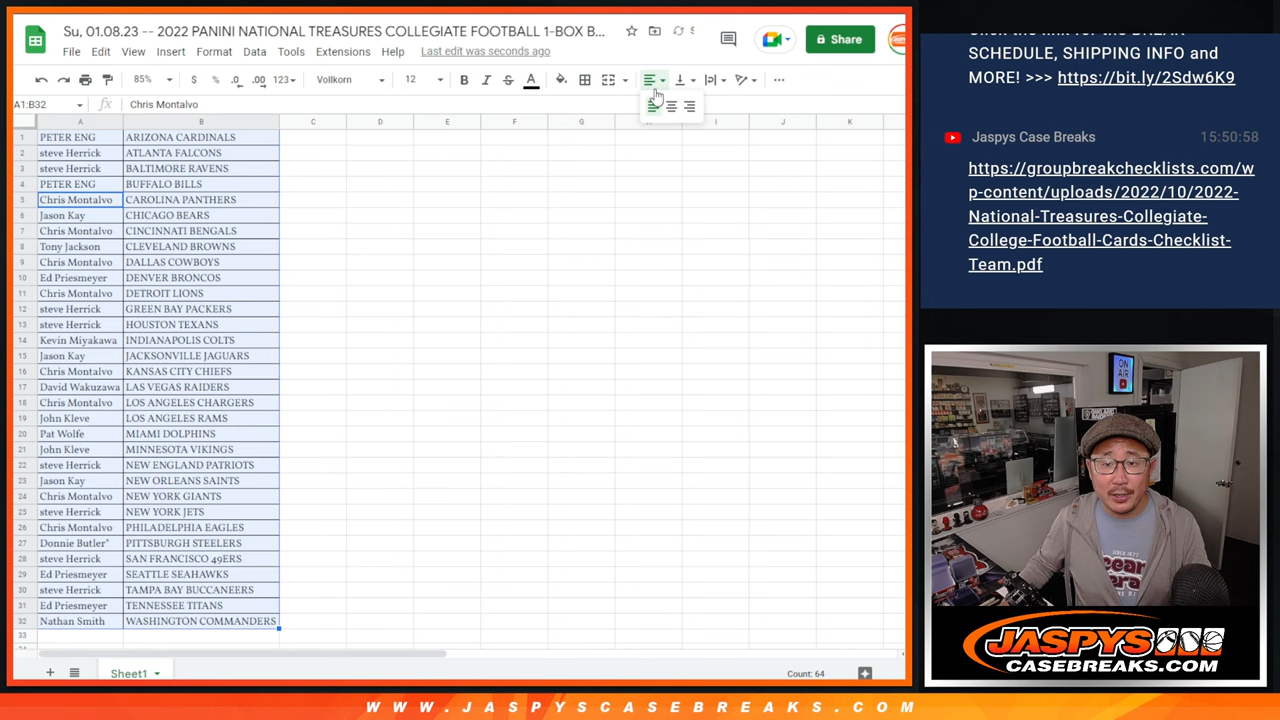 Su, 01.08.23 -- 2022 PANINI NATIONAL TREASURES COLLEGIATE FOOTBALL 1-BOX B...
File Edit View Insert Format Data Tools Extensions Help Last edit was seconds ago
Share
85% $ % .0 .00 123 Vollkorn 12 B I S A
A1:B32 fx Chris Montalvo
A B C D E F G H I J K
1 PETER ENG ARIZONA CARDINALS
2 steve Herrick ATLANTA FALCONS
3 steve Herrick BALTIMORE RAVENS
4 PETER ENG BUFFALO BILLS
5 Chris Montalvo CAROLINA PANTHERS
6 Jason Kay CHICAGO BEARS
7 Chris Montalvo CINCINNATI BENGALS
8 Tony Jackson CLEVELAND BROWNS
9 Chris Montalvo DALLAS COWBOYS
10 Ed Priesmeyer DENVER BRONCOS
11 Chris Montalvo DETROIT LIONS
12 steve Herrick GREEN BAY PACKERS
13 steve Herrick HOUSTON TEXANS
14 Kevin Miyakawa INDIANAPOLIS COLTS
15 Jason Kay JACKSONVILLE JAGUARS
16 Chris Montalvo KANSAS CITY CHIEFS
17 David Wakuzawa LAS VEGAS RAIDERS
18 Chris Montalvo LOS ANGELES CHARGERS
19 John Kleve LOS ANGELES RAMS
20 Pat Wolfe MIAMI DOLPHINS
21 John Kleve MINNESOTA VIKINGS
22 steve Herrick NEW ENGLAND PATRIOTS
23 Jason Kay NEW ORLEANS SAINTS
24 Chris Montalvo NEW YORK GIANTS
25 steve Herrick NEW YORK JETS
26 Chris Montalvo PHILADELPHIA EAGLES
27 Donnie Butler* PITTSBURGH STEELERS
28 steve Herrick SAN FRANCISCO 49ERS
29 Ed Priesmeyer SEATTLE SEAHAWKS
30 steve Herrick TAMPA BAY BUCCANEERS
31 Ed Priesmeyer TENNESSEE TITANS
32 Nathan Smith WASHINGTON COMMANDERS
33
Sheet1
Count: 64
SCHEDULE, SHIPPING INFO and
MORE! >>> https://bit.ly/2Sdw6K9
Jaspys Case Breaks 15:50:58
https://groupbreakchecklists.com/w
p-content/uploads/2022/10/2022-
National-Treasures-Collegiate-
College-Football-Cards-Checklist-
Team.pdf
ON
AIR
JASPYS
CASEBREAKS.COM
WWW.JASPYSCASEBREAKS.COM